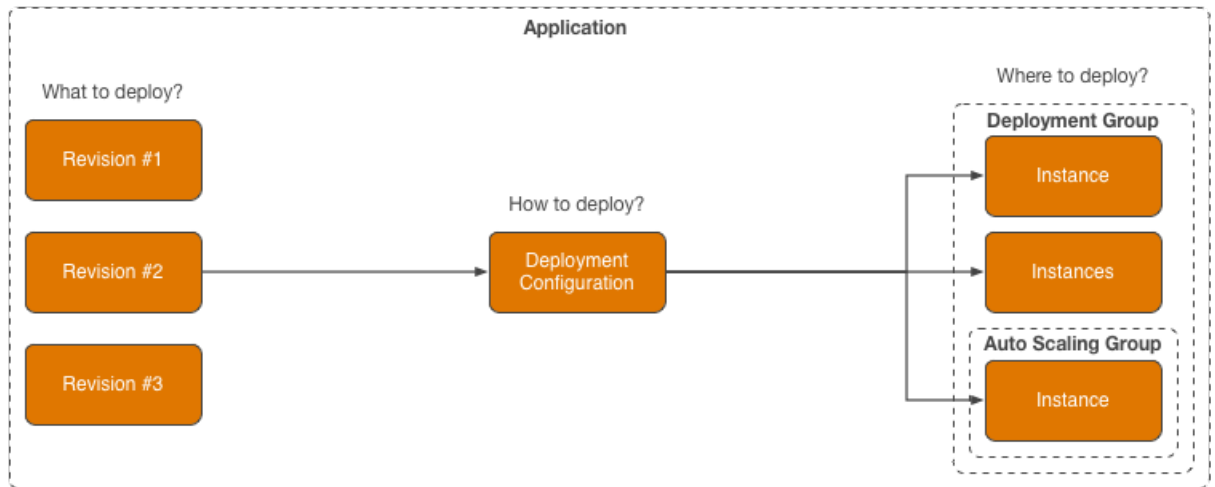 Application
What to deploy?
Revision #1
Revision #2
Revision #3
How to deploy?
Deployment
Configuration
Where to deploy?
Deployment Group
Instance
Instances
Auto Scaling Group
Instance